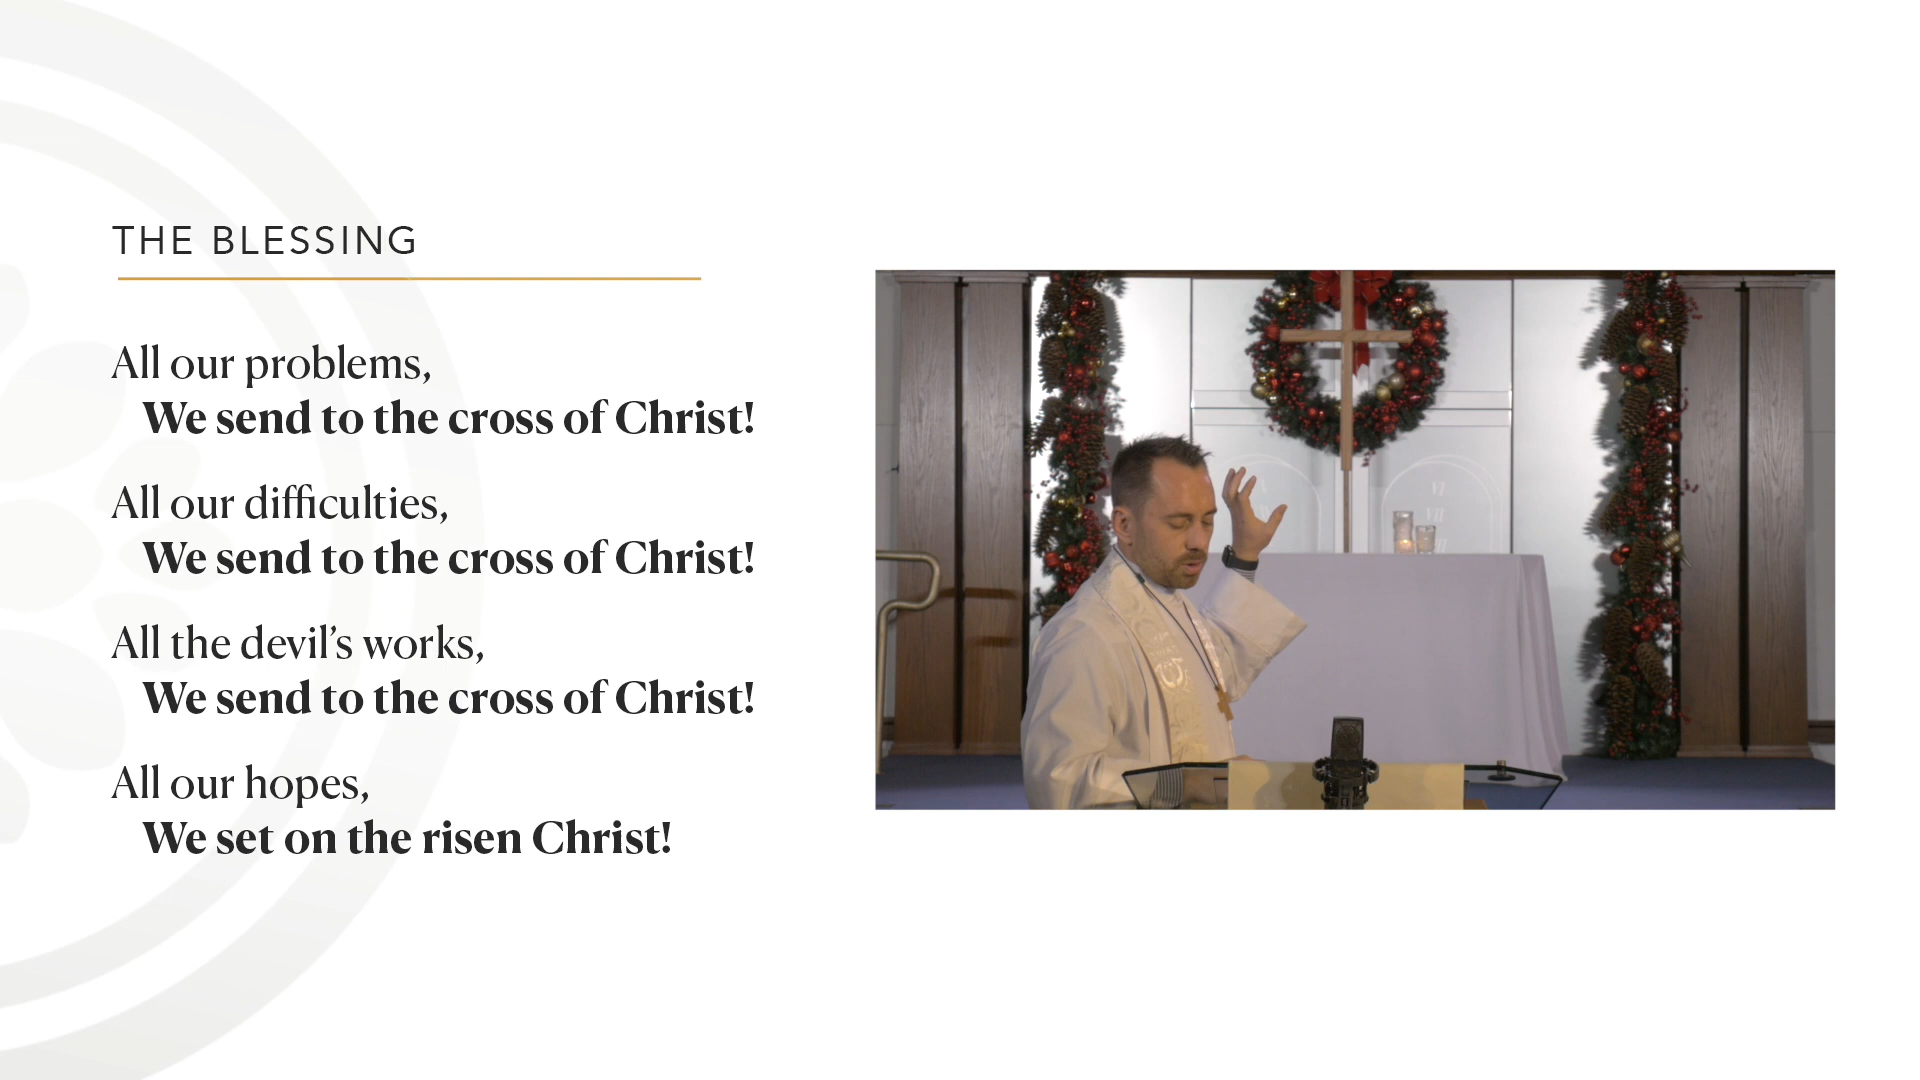 THE BLESSING
All our problems,
We send to the cross of Christ!
All our difficulties,
We send to the cross of Christ!
All the devil’s works,
We send to the cross of Christ!
All our hopes,
We set on the risen Christ!
VI
VII